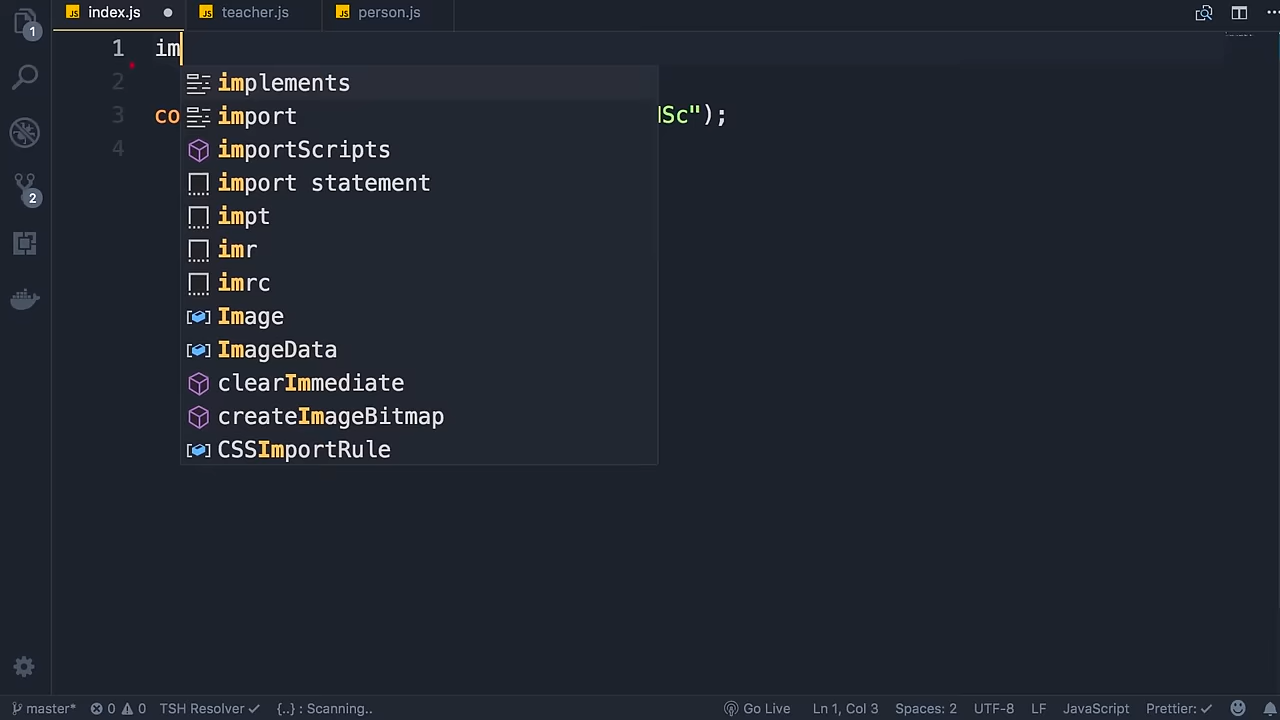 index.js
teacher.js
person.js
1 im
2
3 co Sc");
4
implements
import
importScripts
import statement
impt
imr
imrc
Image
ImageData
clearImmediate
createImageBitmap
CSSImportRule
1
2
master* 0 0 TSH Resolver {..} : Scanning.. Go Live Ln 1, Col 3 Spaces: 2 UTF-8 LF JavaScript Prettier: